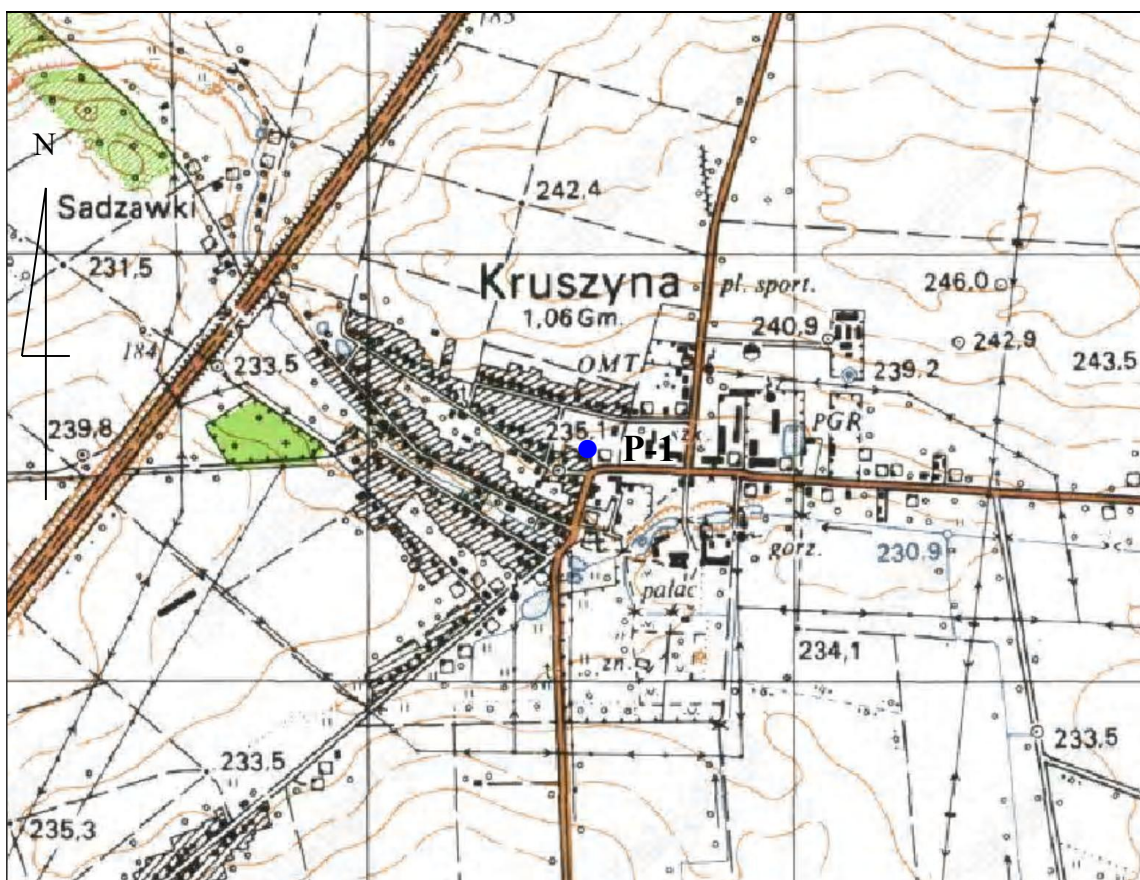 183
N
Sadzawki
242,4
231,5
Kruszyna
pl. sport.
246.0
1,06 Gm.
240,9
242,9
184
OMT
243.5
233.5
239.2
PGR
239.8
235,1
P-1
gorz.
230.9
pałac
zn.
234,1
233.5
233.5
235,3